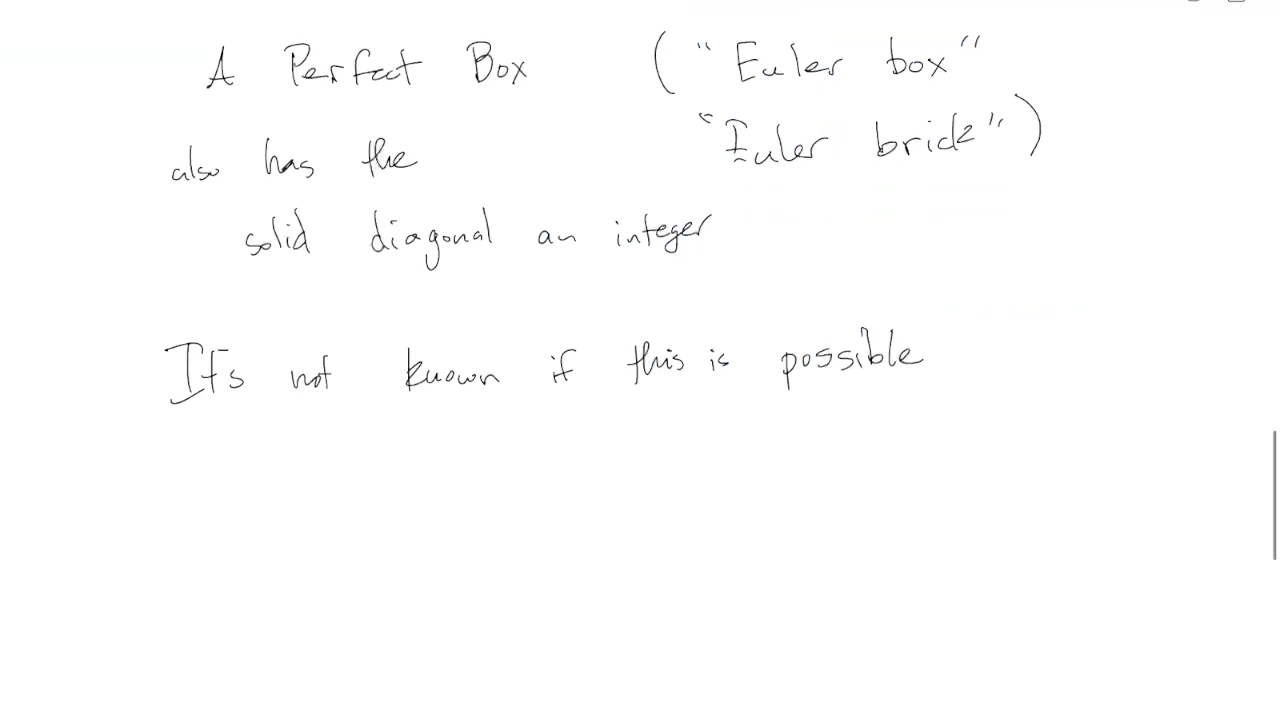 A Perfect Box ("Euler box"
"Euler brick")
also has the
solid diagonal an integer
It's not known if this is possible